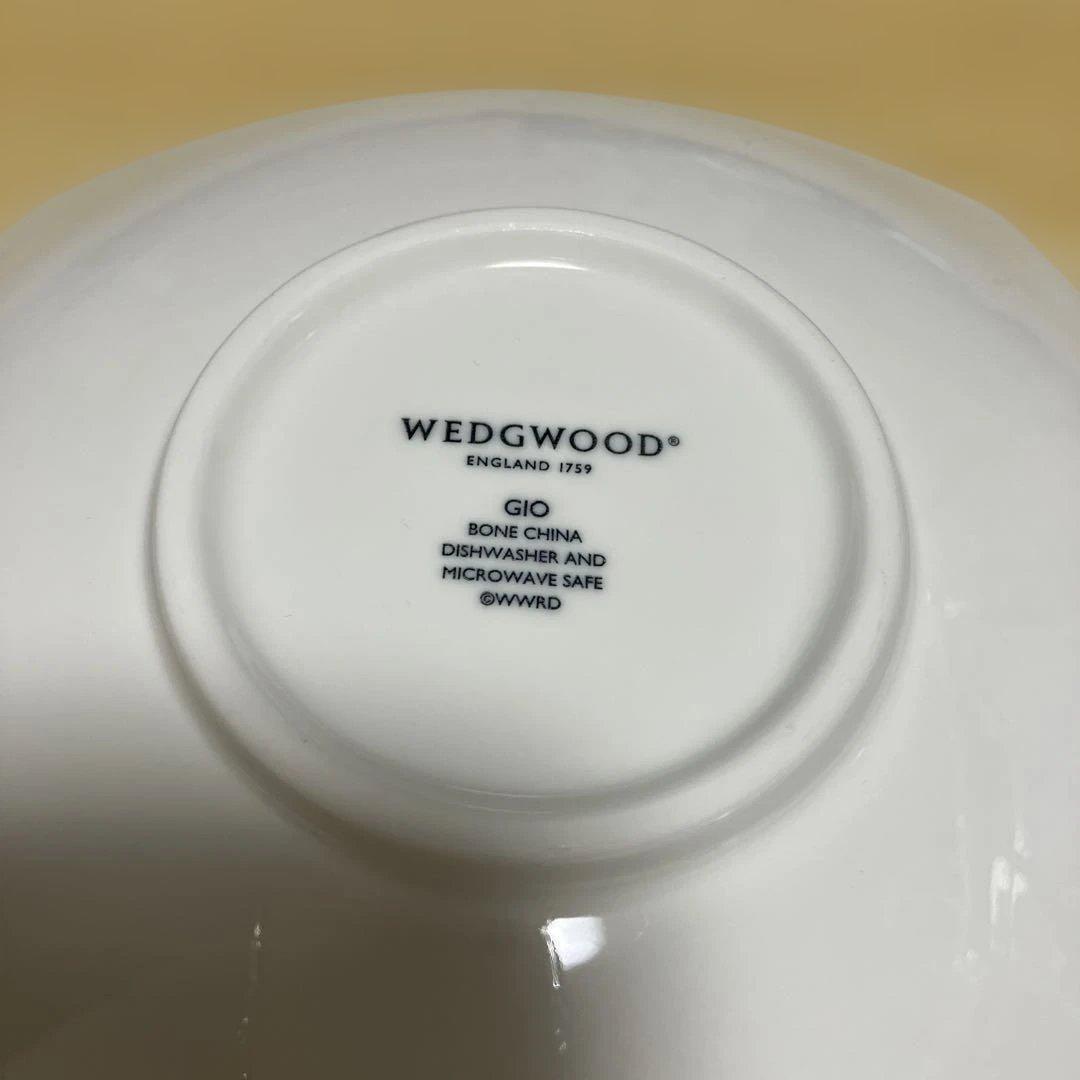 WEDGWOOD®
ENGLAND 1759
GIO
BONE CHINA
DISHWASHER AND
MICROWAVE SAFE
©WWRD